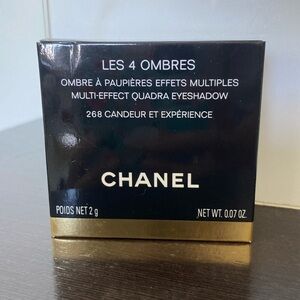 LES 4 OMBRES
OMBRE À PAUPIÈRES EFFETS MULTIPLES
MULTI-EFFECT QUADRA EYESHADOW
268 CANDEUR ET EXPÉRIENCE
CHANEL
POIDS NET 2 g NET WT. 0.07 OZ.